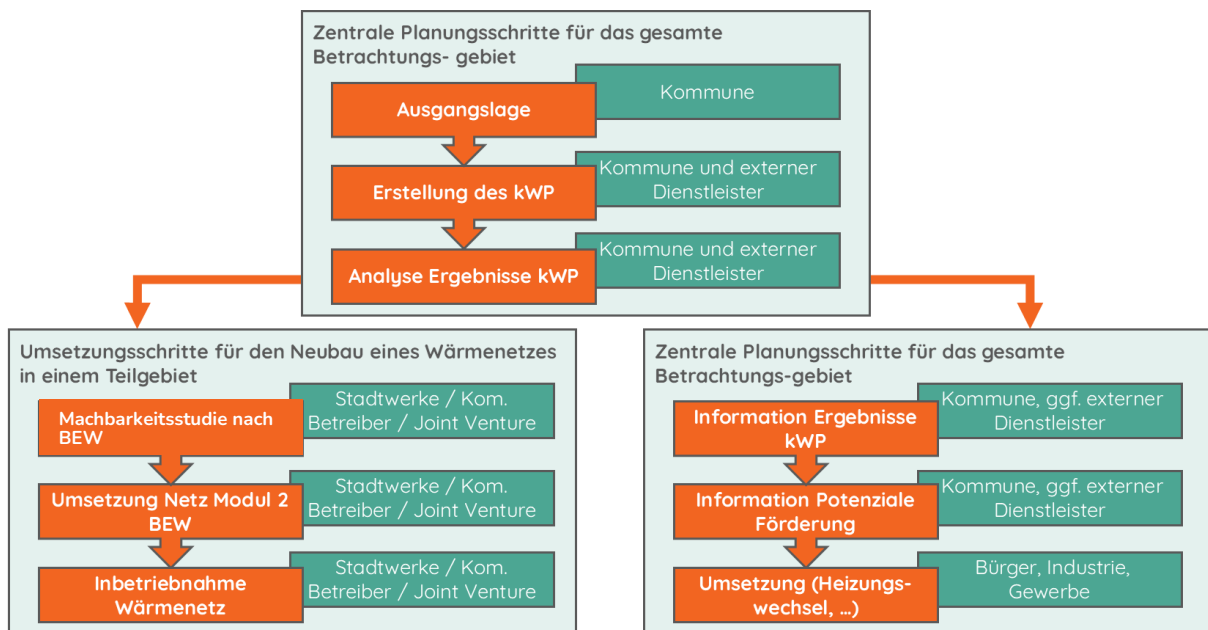 Zentrale Planungsschritte für das gesamte
Betrachtungs- gebiet
Ausgangslage
Kommune
Erstellung des kWP
Kommune und externer
Dienstleister
Analyse Ergebnisse kWP
Kommune und externer
Dienstleister
Umsetzungsschritte für den Neubau eines Wärmenetzes
in einem Teilgebiet
Machbarkeitsstudie nach
BEW
Stadtwerke / Kom.
Betreiber / Joint Venture
Umsetzung Netz Modul 2
BEW
Stadtwerke / Kom.
Betreiber / Joint Venture
Inbetriebnahme
Wärmenetz
Stadtwerke / Kom.
Betreiber / Joint Venture
Zentrale Planungsschritte für das gesamte
Betrachtungs-gebiet
Information Ergebnisse
kWP
Kommune, ggf. externer
Dienstleister
Information Potenziale
Förderung
Kommune, ggf. externer
Dienstleister
Umsetzung (Heizungs-
wechsel, ...)
Bürger, Industrie,
Gewerbe